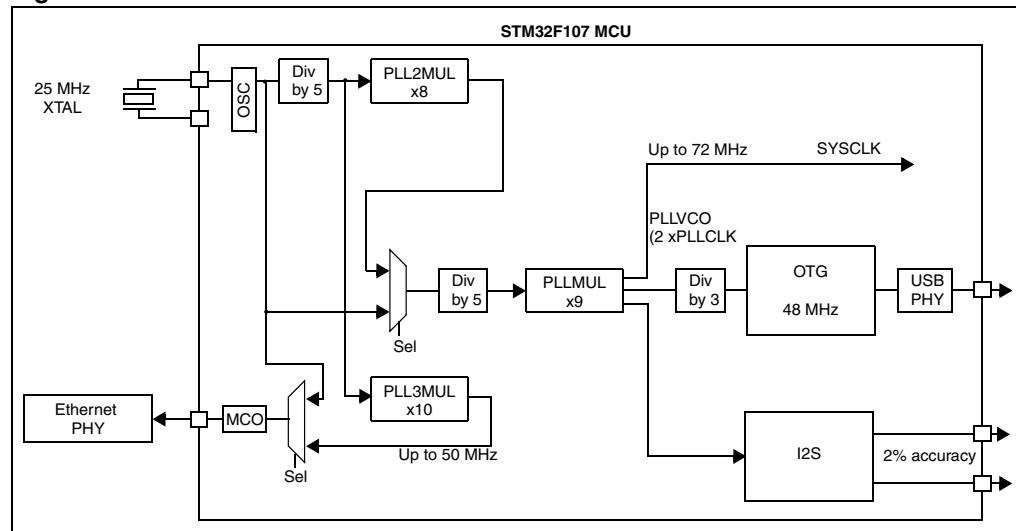 STM32F107 MCU
25 MHz
XTAL
OSC
Div
by 5
PLL2MUL
x8
Up to 72 MHz
SYSCLK
PLLVCO
(2 xPLLCLK
Sel
Div
by 5
PLLMUL
x9
Div
by 3
OTG
48 MHz
USB
PHY
Ethernet
PHY
MCO
Sel
PLL3MUL
x10
Up to 50 MHz
I2S
2% accuracy